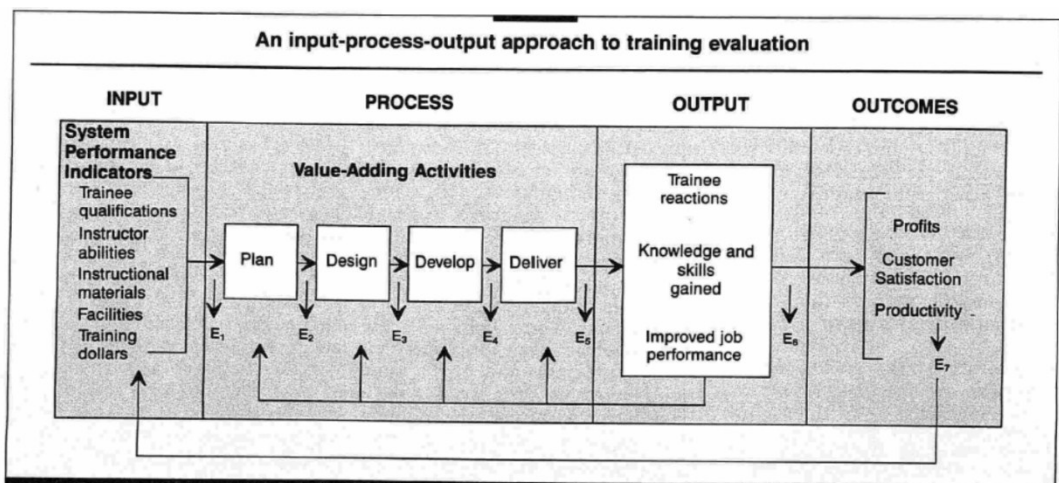 An input-process-output approach to training evaluation
INPUT
PROCESS
OUTPUT
OUTCOMES
System
Performance
Indicators
Trainee
qualifications
Instructor
abilities
Instructional
materials
Facilities
Training
dollars
Value-Adding Activities
Plan
Design
Develop
Deliver
E₁
E₂
E₃
E₄
E₅
Trainee
reactions
Knowledge and
skills
gained
Improved job
performance
E₆
Profits
Customer
Satisfaction
Productivity
E₇